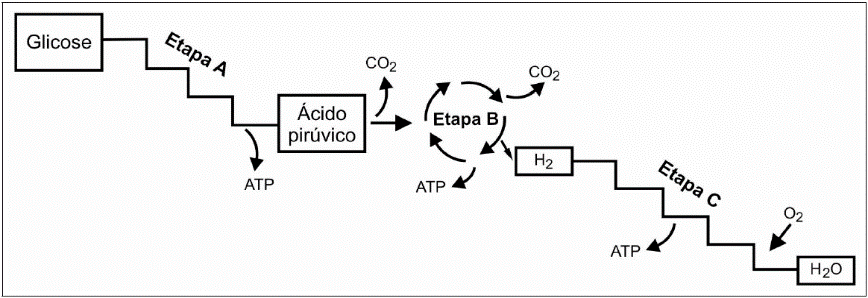 Glicose
Etapa A
ATP
Ácido
pirúvico
CO2
Etapa B
CO2
ATP
H2
Etapa C
ATP
O2
H2O